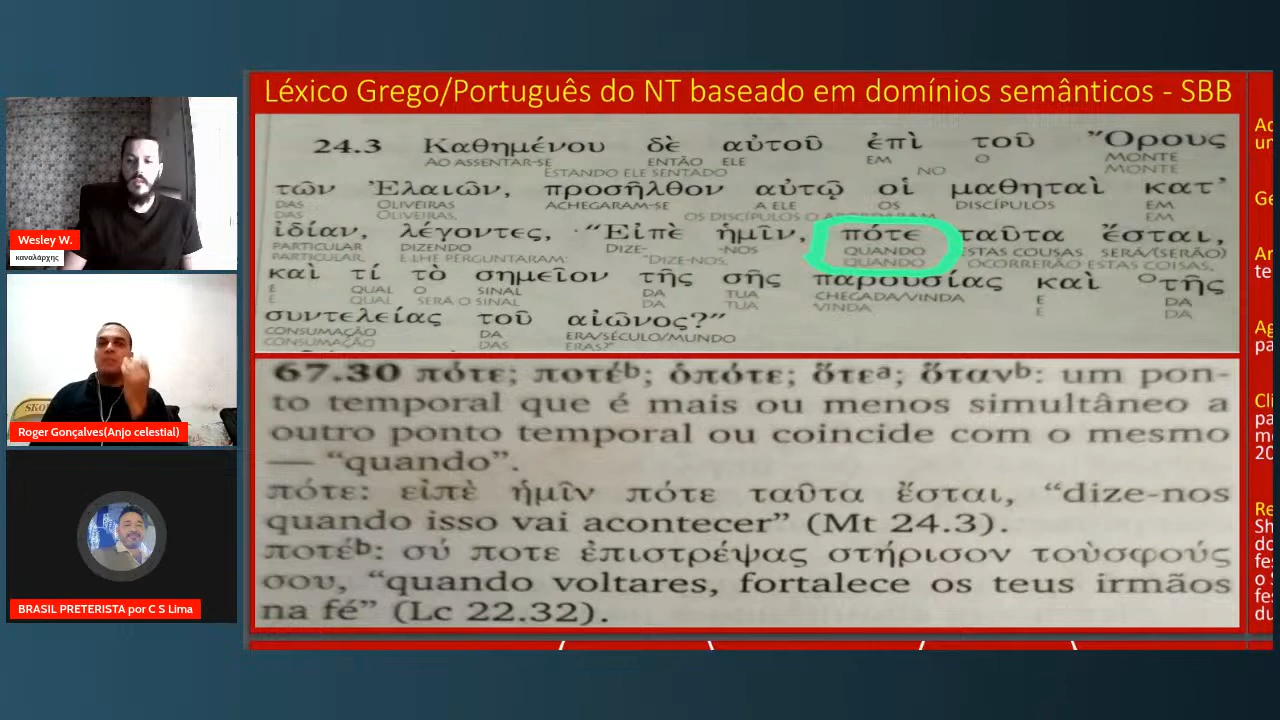 Léxico Grego/Português do NT baseado em domínios semânticos - SBB
24.3 Καθημένου δὲ αὐτοῦ ἐπὶ τοῦ Ὄρους
AO ASSENTAR-SE ENTÃO ELE EM O MONTE
ESTANDO ELE SENTADO NO MONTE
τῶν Ἐλαιῶν, προσῆλθον αὐτῷ οἱ μαθηταὶ κατ’
DAS OLIVEIRAS ACHEGARAM-SE A ELE OS DISCÍPULOS EM
DAS OLIVEIRAS, OS DISCÍPULOS O ABORDARAM EM
ἰδίαν, λέγοντες, “Εἰπὲ ἡμῖν, πότε ταῦτα ἔσται,
PARTICULAR DIZENDO DIZE- -NOS QUANDO ESTAS COUSAS SERÁ/(SERÃO)
PARTICULAR E LHE PERGUNTARAM: "DIZE-NOS, QUANDO OCORRERÃO ESTAS COISAS,
καὶ τί τὸ σημεῖον τῆς σῆς παρουσίας καὶ °τῆς
E QUAL O SINAL DA TUA CHEGADA/VINDA E DA
E QUAL SERÁ O SINAL DA TUA VINDA E DA
συντελείας τοῦ αἰῶνος?”
CONSUMAÇÃO DA ERA/SÉCULO/MUNDO
CONSUMAÇÃO DAS ERAS?"
67.30 πότε; ποτέᵇ; ὁπότε; ὅτεᵃ; ὅτανᵇ: um pon-
to temporal que é mais ou menos simultâneo a
outro ponto temporal ou coincide com o mesmo
— “quando”.
πότε: εἰπὲ ἡμῖν πότε ταῦτα ἔσται, “dize-nos
quando isso vai acontecer” (Mt 24.3).
ποτέᵇ: σύ ποτε ἐπιστρέψας στήρισον τοὺσφούς
σου, “quando voltares, fortalece os teus irmãos
na fé” (Lc 22.32).
Wesley W.
καναλάρχης
SKO
Roger Gonçalves(Anjo celestial)
BRASIL PRETERISTA por C S Lima